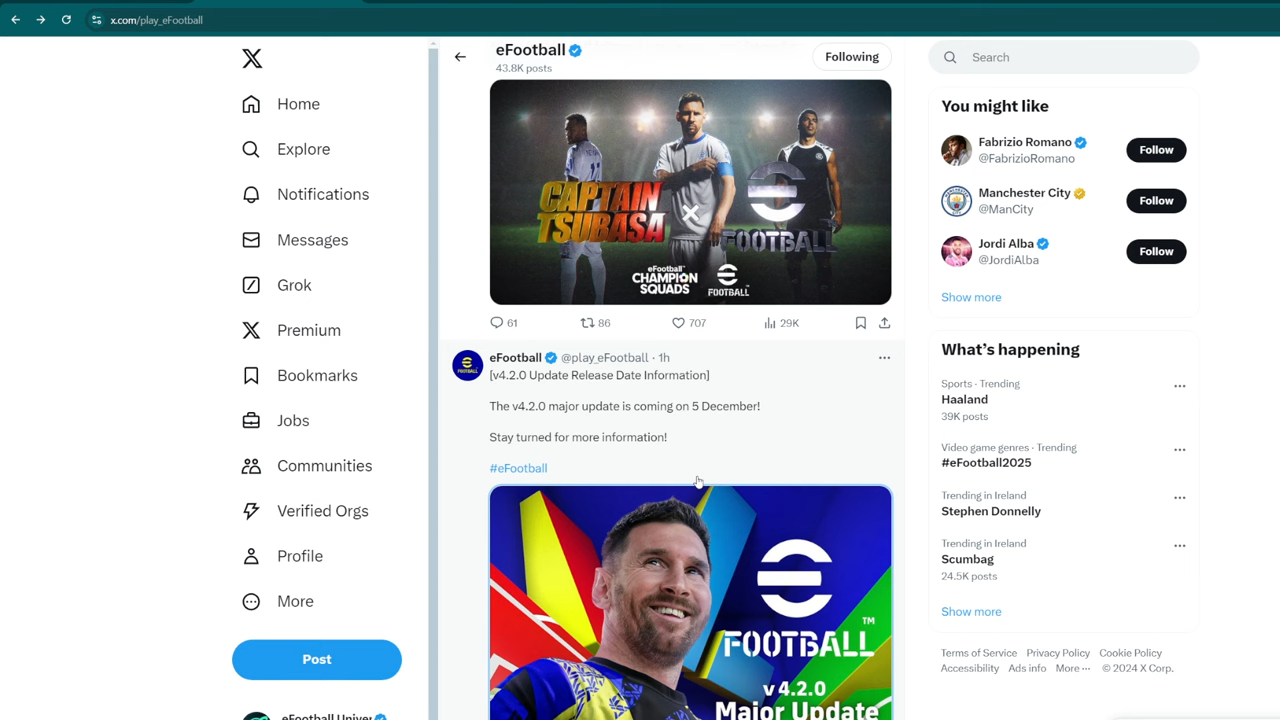 x.com/play_eFootball
Home
Explore
Notifications
Messages
Grok
Premium
Bookmarks
Jobs
Communities
Verified Orgs
Profile
More
Post
eFootball
43.8K posts
Following
CAPTAIN
TSUBASA
×
FOOTBALL
eFootball™
CHAMPION
SQUADS
FOOTBALL
61
86
707
29K
eFootball @play_eFootball · 1h
[v4.2.0 Update Release Date Information]
The v4.2.0 major update is coming on 5 December!
Stay turned for more information!
#eFootball
FOOTBALL™
v 4.2.0
Major Update
Search
You might like
Fabrizio Romano
@FabrizioRomano
Follow
Manchester City
@ManCity
Follow
Jordi Alba
@JordiAlba
Follow
Show more
What's happening
Sports · Trending
Haaland
39K posts
Video game genres · Trending
#eFootball2025
Trending in Ireland
Stephen Donnelly
Trending in Ireland
Scumbag
24.5K posts
Show more
Terms of Service Privacy Policy Cookie Policy
Accessibility Ads info More ··· © 2024 X Corp.